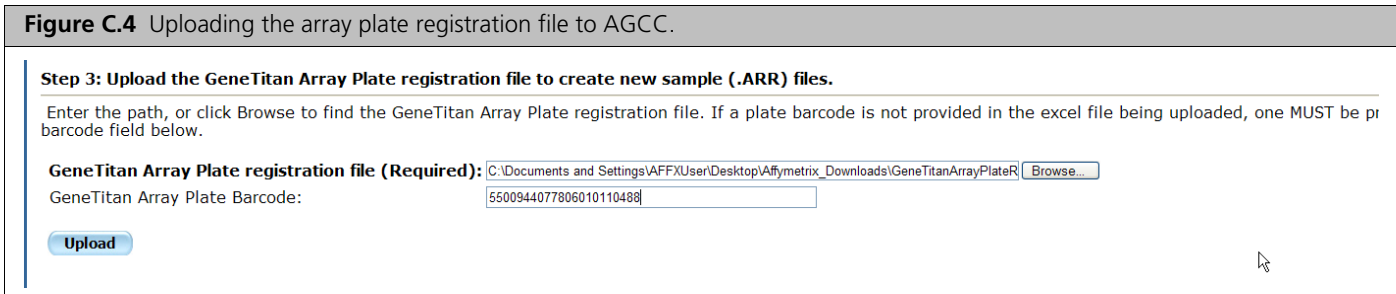 Figure C.4 Uploading the array plate registration file to AGCC.
Step 3: Upload the GeneTitan Array Plate registration file to create new sample (.ARR) files.
Enter the path, or click Browse to find the GeneTitan Array Plate registration file. If a plate barcode is not provided in the excel file being uploaded, one MUST be pr
barcode field below.
GeneTitan Array Plate registration file (Required): C:\Documents and Settings\AFFXUser\Desktop\Affymetrix_Downloads\GeneTitanArrayPlateR Browse...
GeneTitan Array Plate Barcode: 5500944077806010110488
Upload